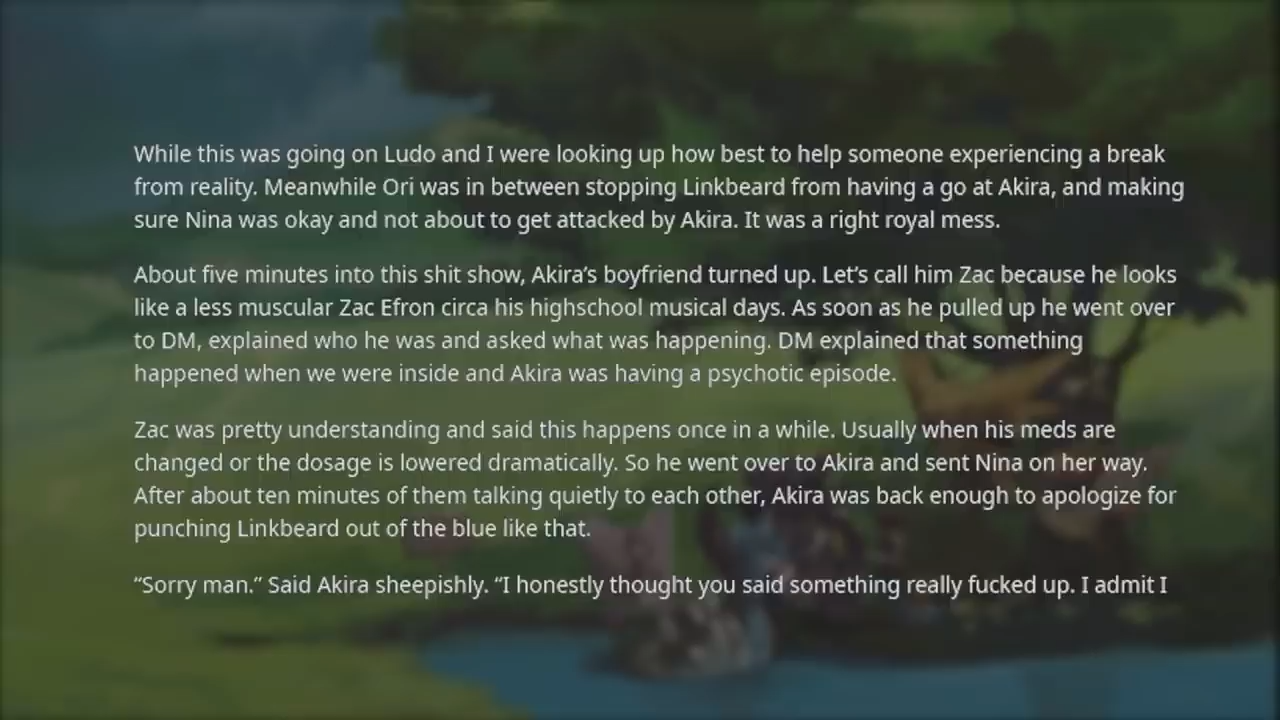 While this was going on Ludo and I were looking up how best to help someone experiencing a break
from reality. Meanwhile Ori was in between stopping Linkbeard from having a go at Akira, and making
sure Nina was okay and not about to get attacked by Akira. It was a right royal mess.
About five minutes into this shit show, Akira’s boyfriend turned up. Let’s call him Zac because he looks
like a less muscular Zac Efron circa his highschool musical days. As soon as he pulled up he went over
to DM, explained who he was and asked what was happening. DM explained that something
happened when we were inside and Akira was having a psychotic episode.
Zac was pretty understanding and said this happens once in a while. Usually when his meds are
changed or the dosage is lowered dramatically. So he went over to Akira and sent Nina on her way.
After about ten minutes of them talking quietly to each other, Akira was back enough to apologize for
punching Linkbeard out of the blue like that.
“Sorry man.” Said Akira sheepishly. “I honestly thought you said something really fucked up. I admit I